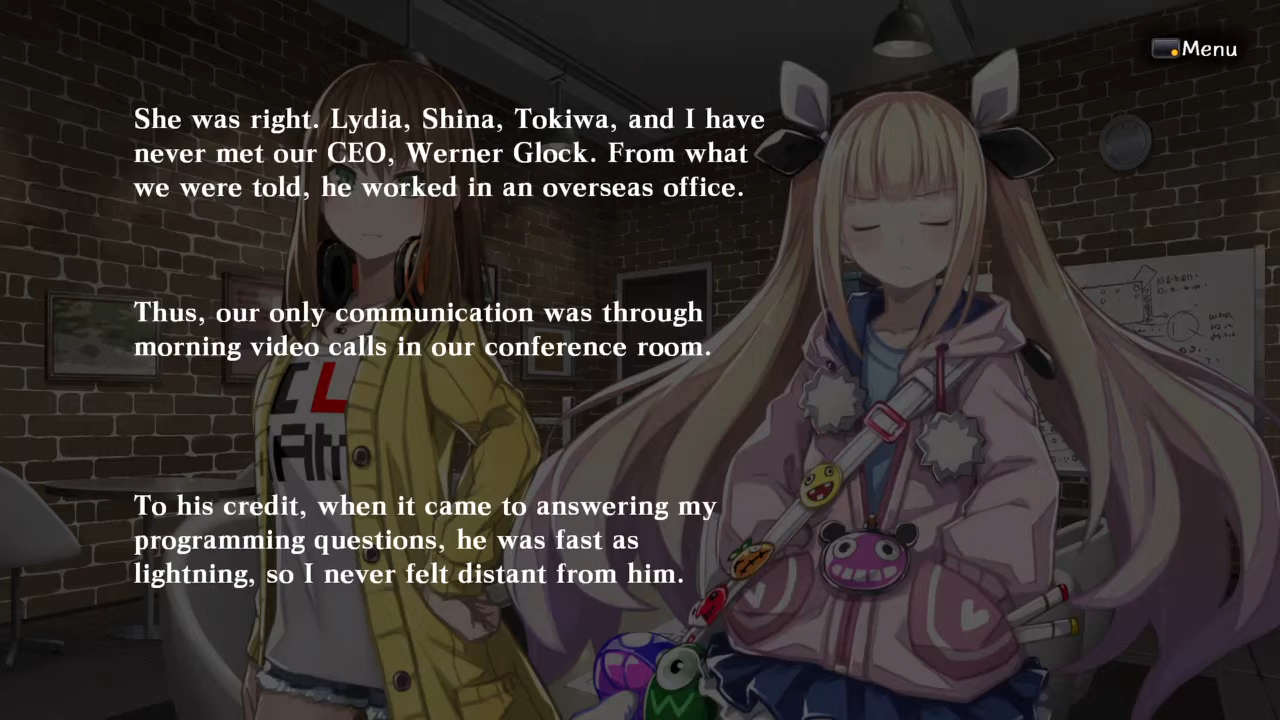 Menu
She was right. Lydia, Shina, Tokiwa, and I have
never met our CEO, Werner Glock. From what
we were told, he worked in an overseas office.
Thus, our only communication was through
morning video calls in our conference room.
To his credit, when it came to answering my
programming questions, he was fast as
lightning, so I never felt distant from him.